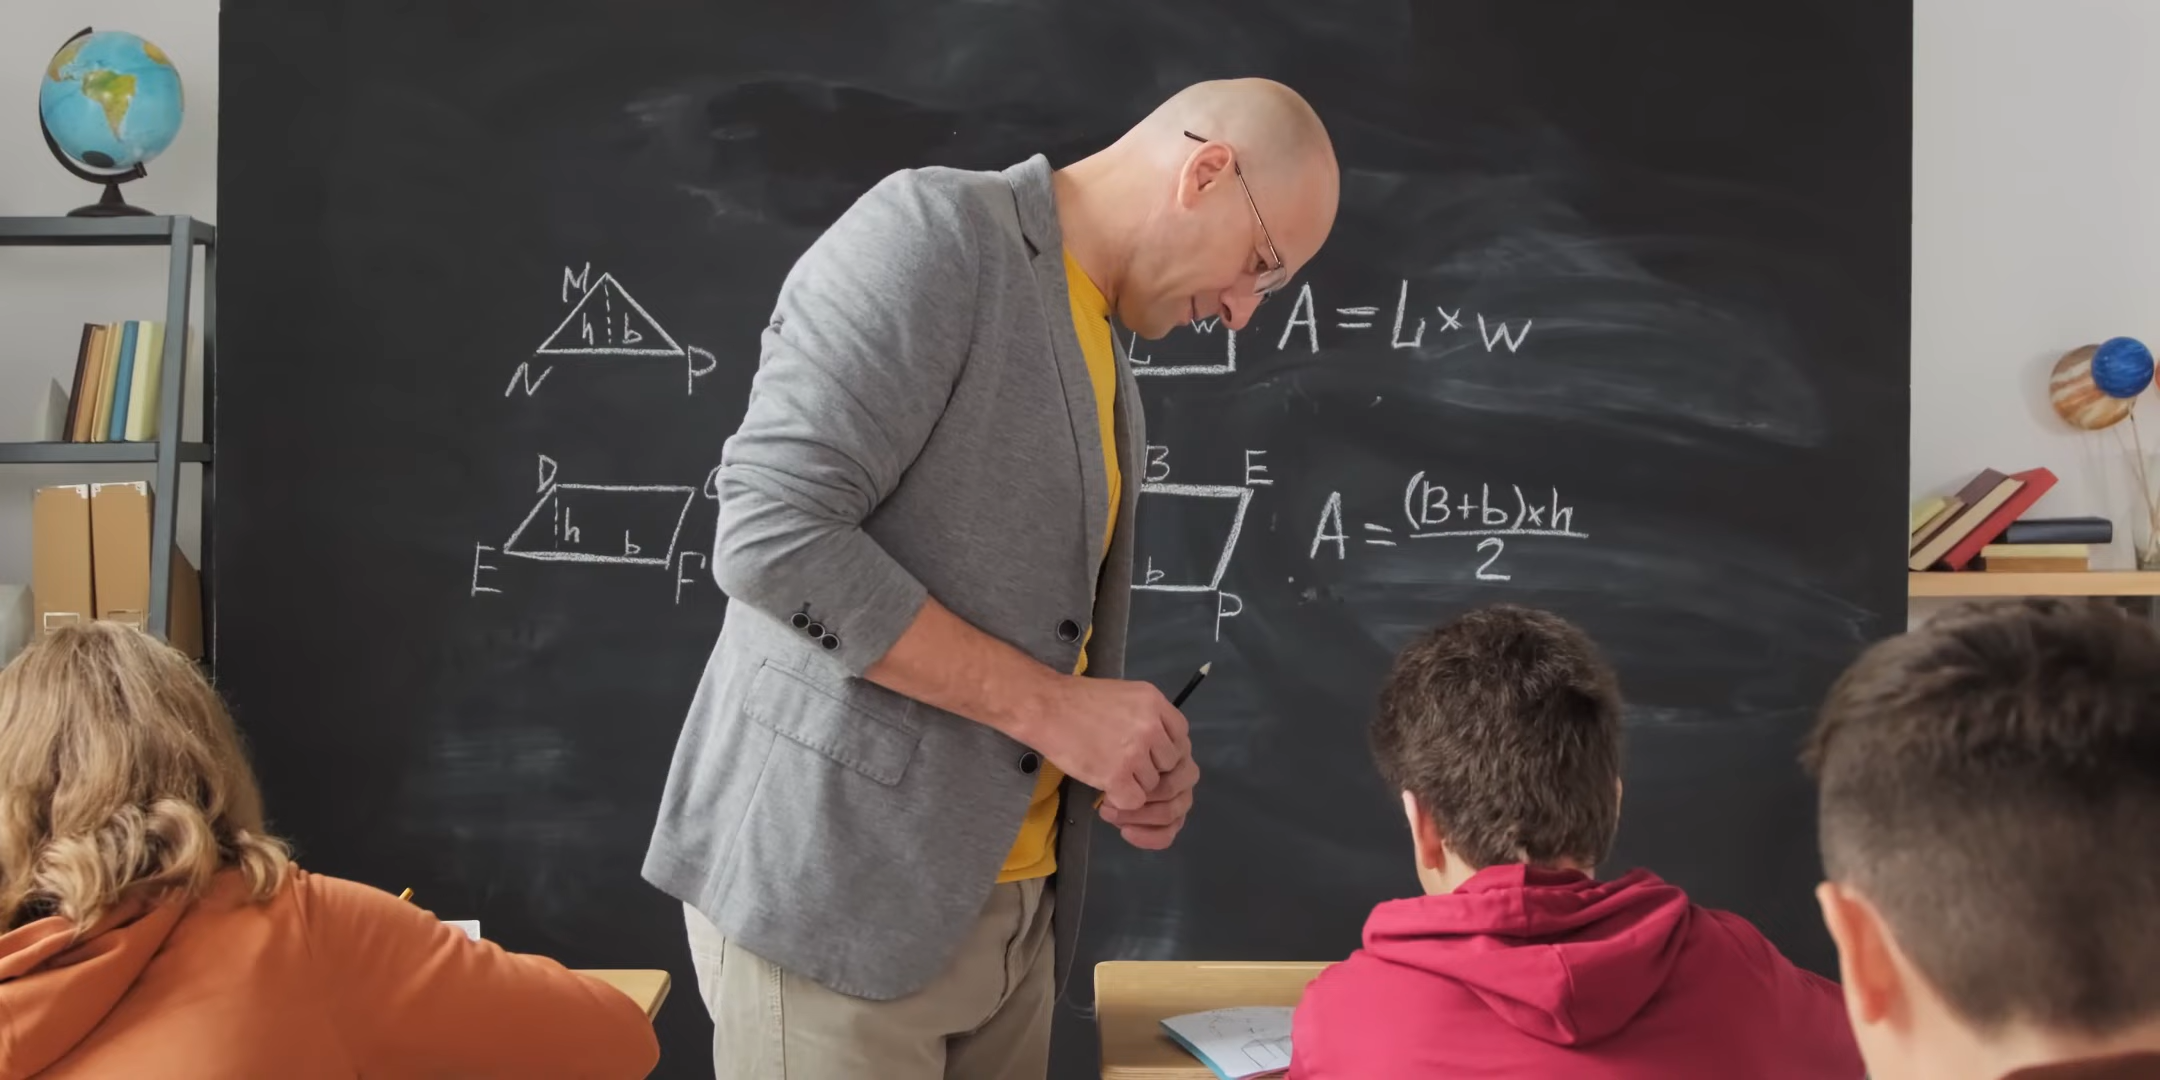 M
h b
N P
w
L
A = L × w
D
h b
E F
B E
b
P
A = (B+b)×h
2